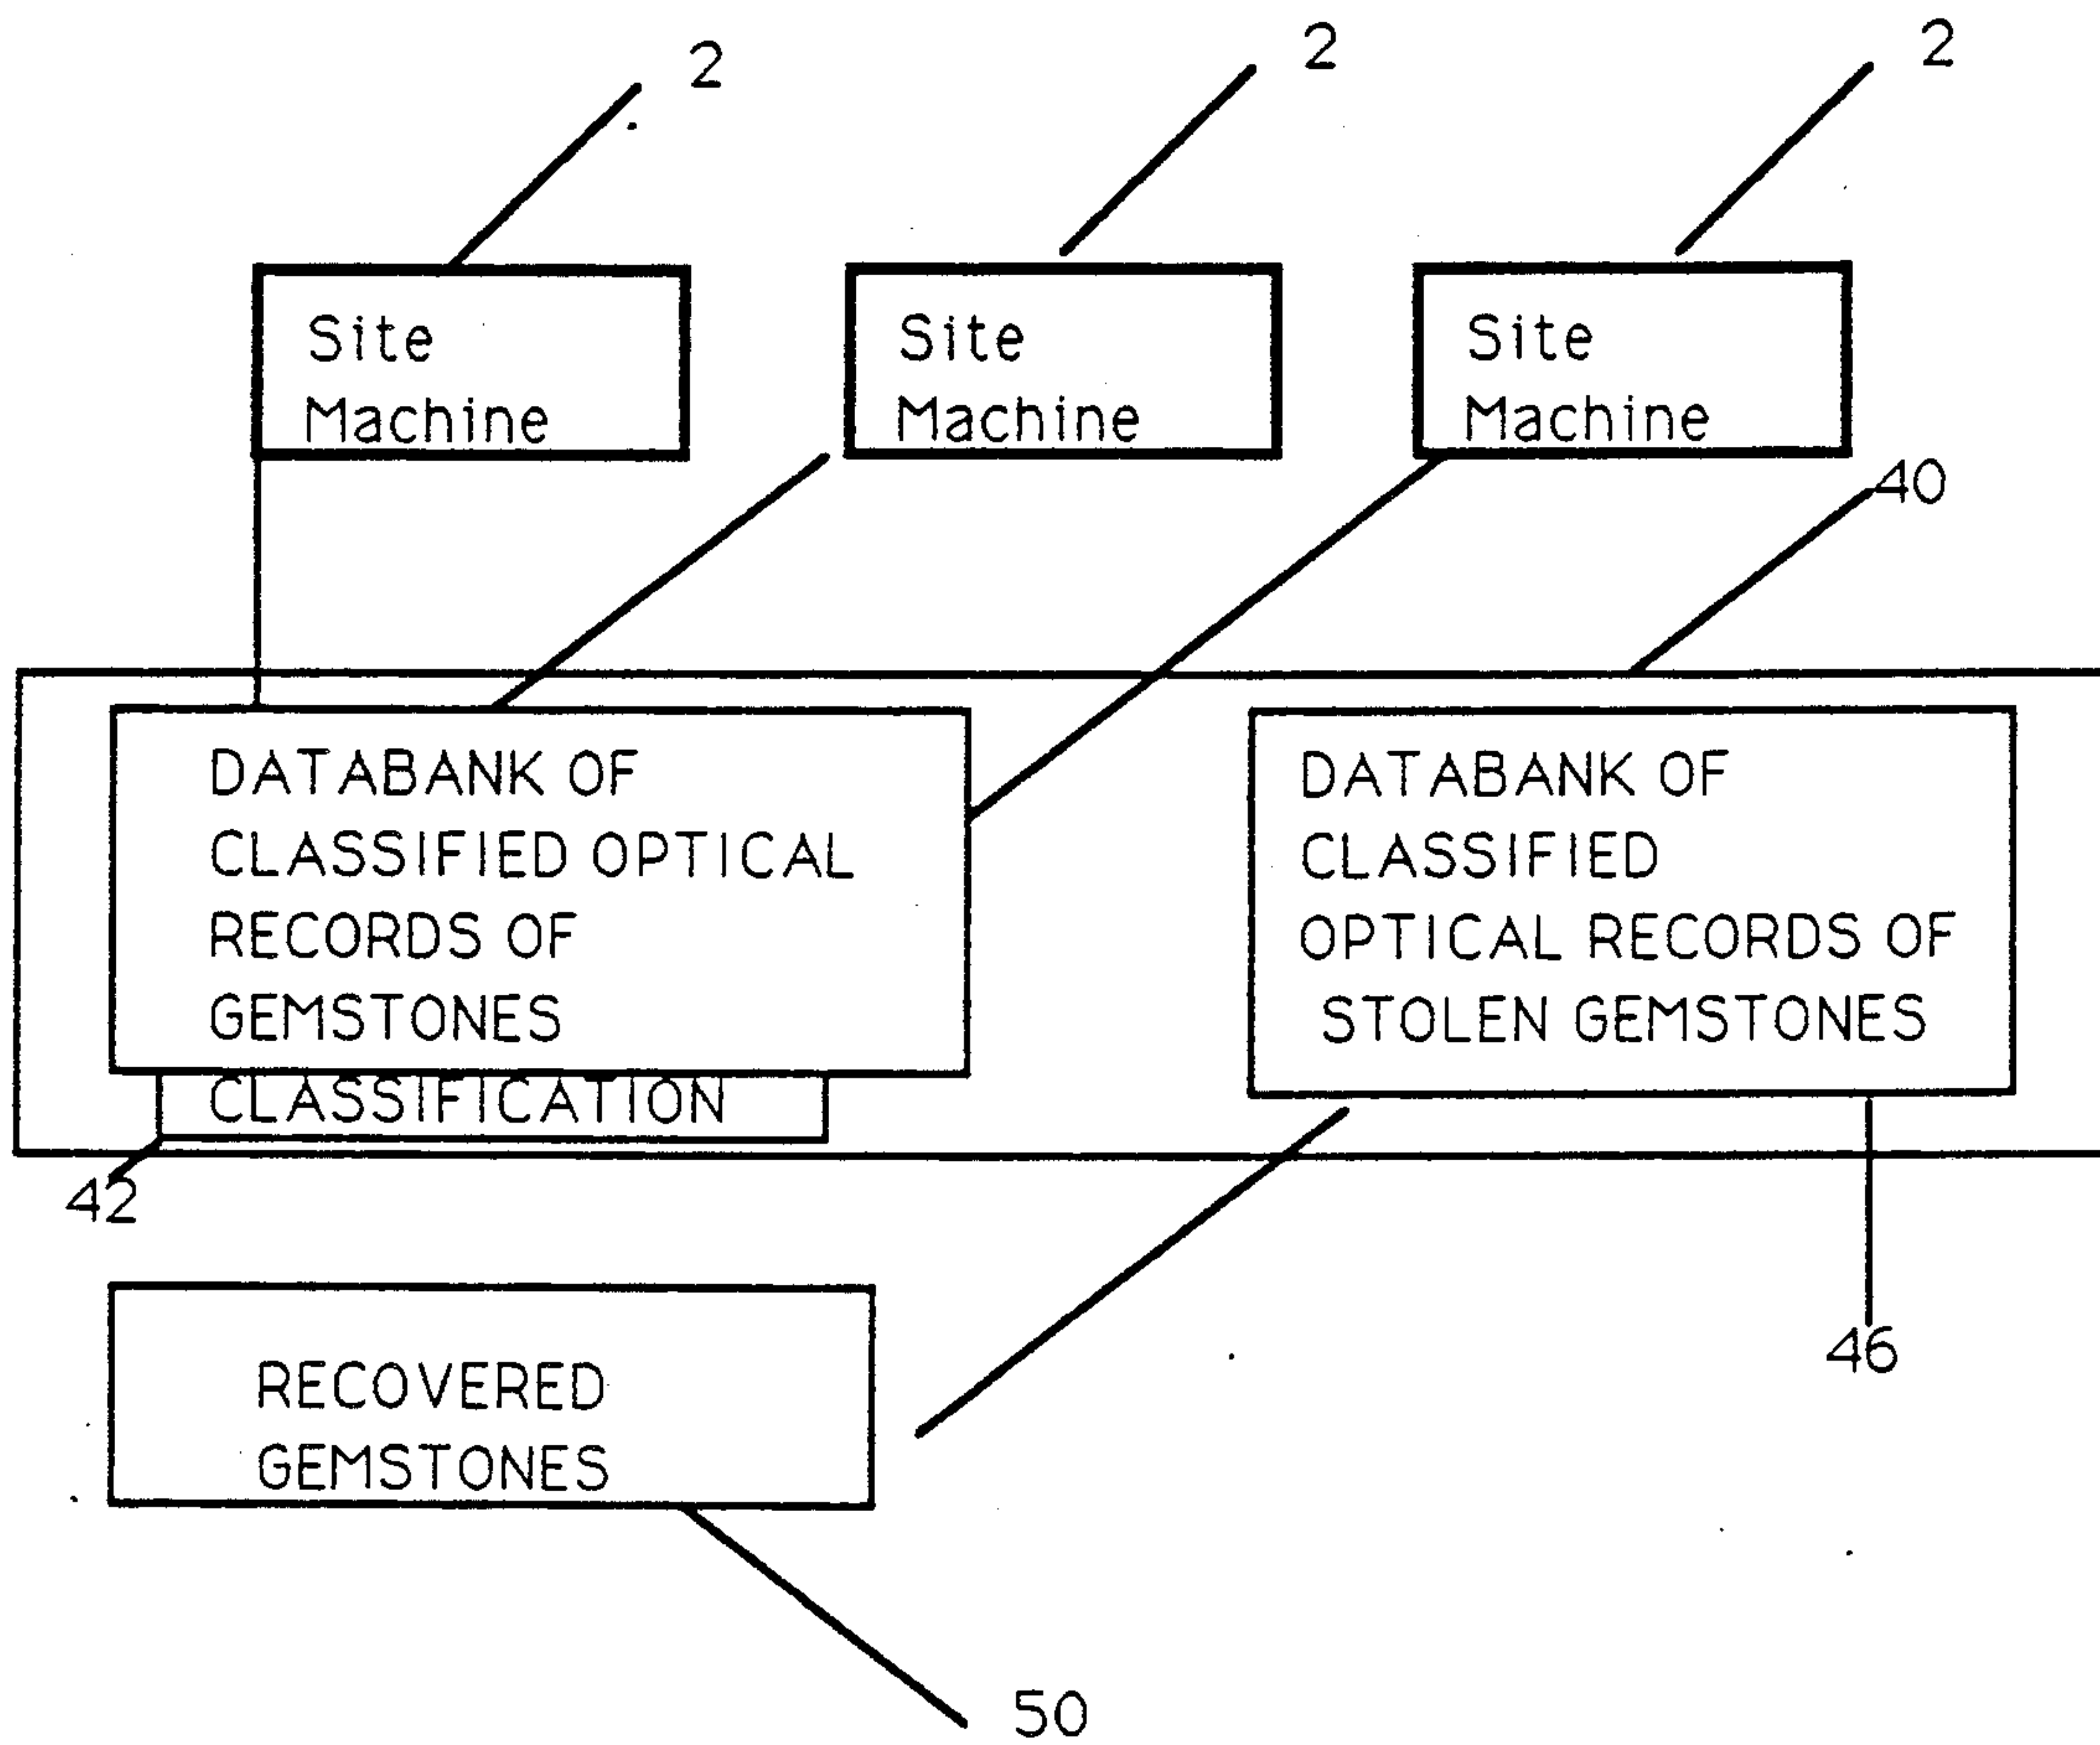 2
2
2
Site
Machine
Site
Machine
Site
Machine
40
DATABANK OF
CLASSIFIED OPTICAL
RECORDS OF
GEMSTONES
CLASSIFICATION
DATABANK OF
CLASSIFIED
OPTICAL RECORDS OF
STOLEN GEMSTONES
42
46
RECOVERED
GEMSTONES
50